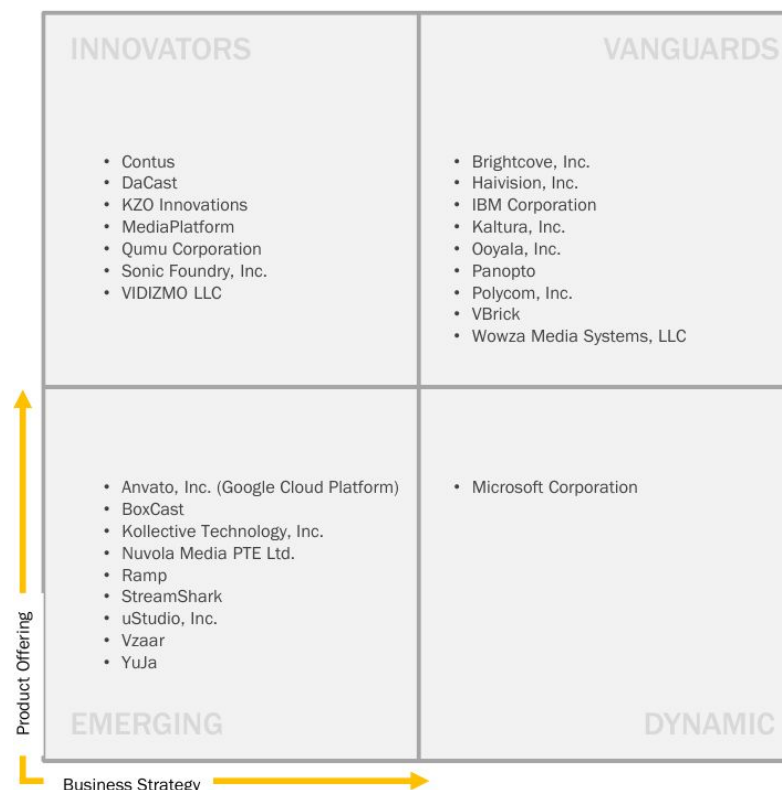 INNOVATORS
VANGUARDS
• Contus
• DaCast
• KZO Innovations
• MediaPlatform
• Qumu Corporation
• Sonic Foundry, Inc.
• VIDIZMO LLC
• Brightcove, Inc.
• Haivision, Inc.
• IBM Corporation
• Kaltura, Inc.
• Ooyala, Inc.
• Panopto
• Polycom, Inc.
• VBrick
• Wowza Media Systems, LLC
• Anvato, Inc. (Google Cloud Platform)
• BoxCast
• Kollective Technology, Inc.
• Nuvola Media PTE Ltd.
• Ramp
• StreamShark
• uStudio, Inc.
• Vzaar
• YuJa
• Microsoft Corporation
EMERGING
DYNAMIC
Product Offering
Business Strategy